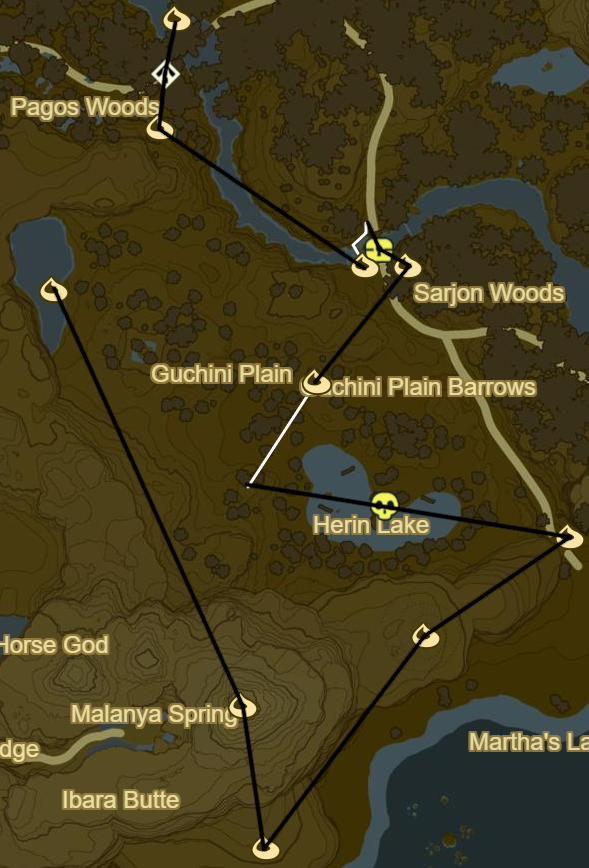 Pagos Woods
Sarjon Woods
Guchini Plain
chini Plain Barrows
Herin Lake
Horse God
Malanya Spring
dge
Martha's La
Ibara Butte